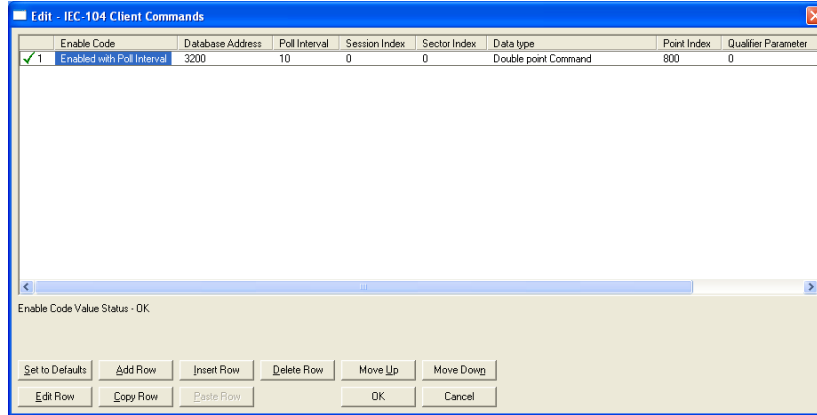 Edit - IEC-104 Client Commands
Enable Code Database Address Poll Interval Session Index Sector Index Data type Point Index Qualifier Parameter
1 Enabled with Poll Interval 3200 10 0 0 Double point Command 800 0
Enable Code Value Status - OK
Set to Defaults Add Row Insert Row Delete Row Move Up Move Down
Edit Row Copy Row Paste Row OK Cancel